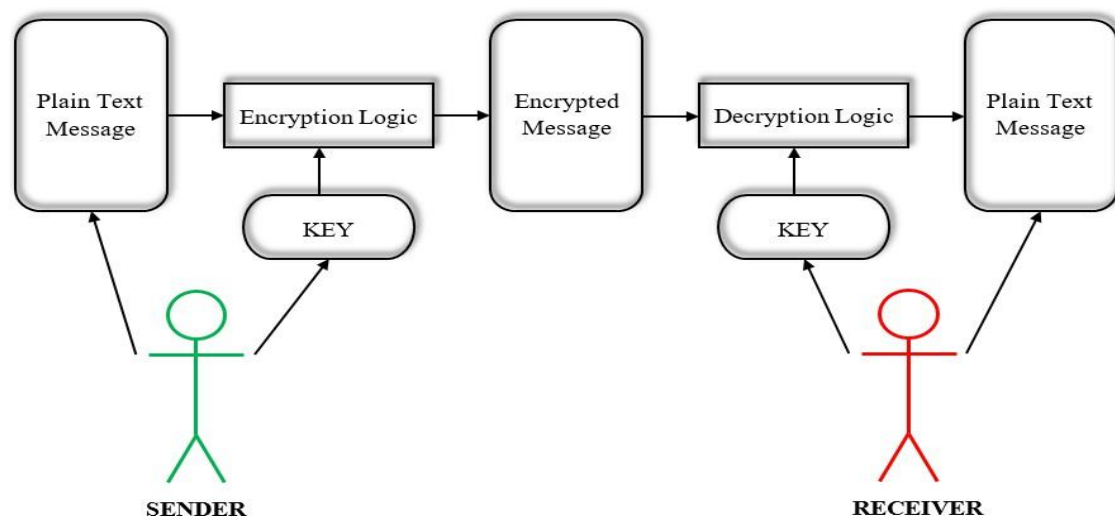 Plain Text
Message
Encryption Logic
Encrypted
Message
Decryption Logic
Plain Text
Message
KEY
KEY
SENDER
RECEIVER